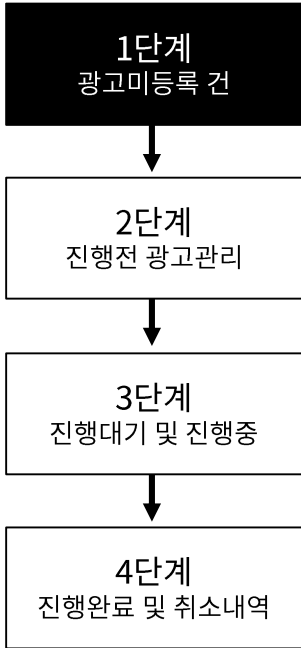 1단계
광고미등록 건
2단계
진행전 광고관리
3단계
진행대기 및 진행중
4단계
진행완료 및 취소내역